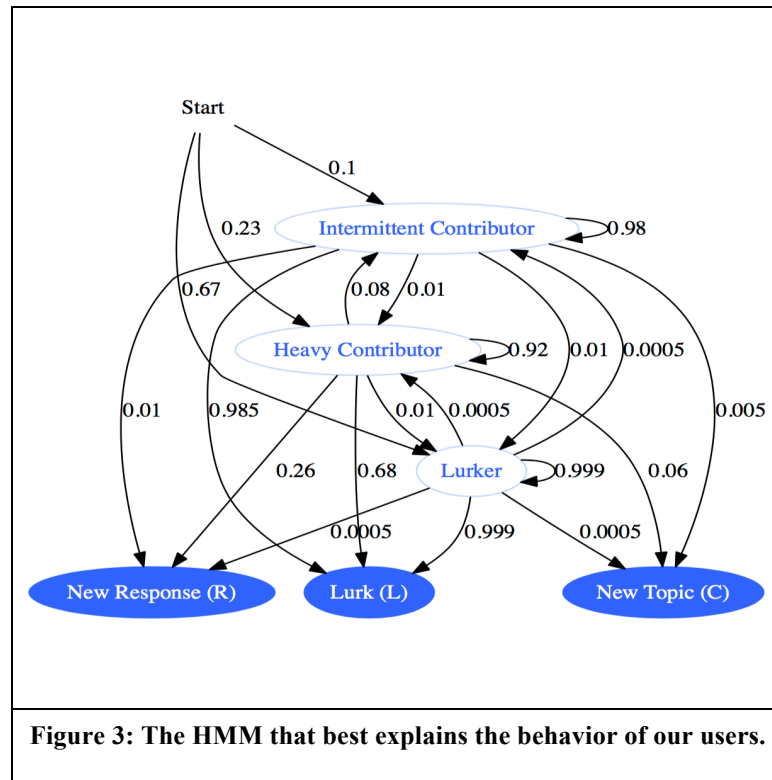 Start
0.1
Intermittent Contributor
0.98
0.23
0.67
0.08
0.01
Heavy Contributor
0.92
0.01
0.0005
0.01
0.985
0.01
0.0005
0.005
Lurker
0.26
0.68
0.999
0.06
0.0005
0.999
0.0005
New Response (R)
Lurk (L)
New Topic (C)
Figure 3: The HMM that best explains the behavior of our users.